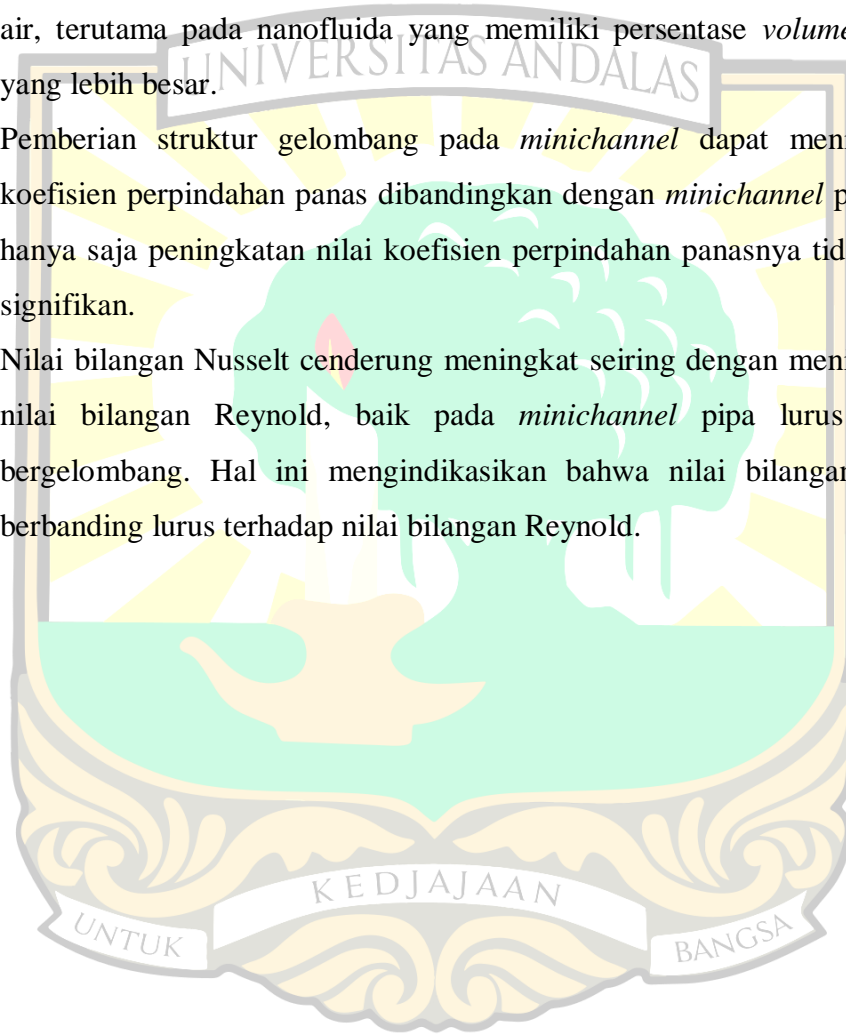 air, terutama pada nanofluida yang memiliki persentase volume
yang lebih besar.
UNIVERSITAS ANDALAS
Pemberian struktur gelombang pada minichannel dapat
koefisien perpindahan panas dibandingkan dengan minichannel
hanya saja peningkatan nilai koefisien perpindahan panasnya
signifikan.
Nilai bilangan Nusselt cenderung meningkat seiring dengan
nilai bilangan Reynold, baik pada minichannel pipa lurus
bergelombang. Hal ini mengindikasikan bahwa nilai bilangan
berbanding lurus terhadap nilai bilangan Reynold.
UNTUK KEDJAJAAN BANGSA